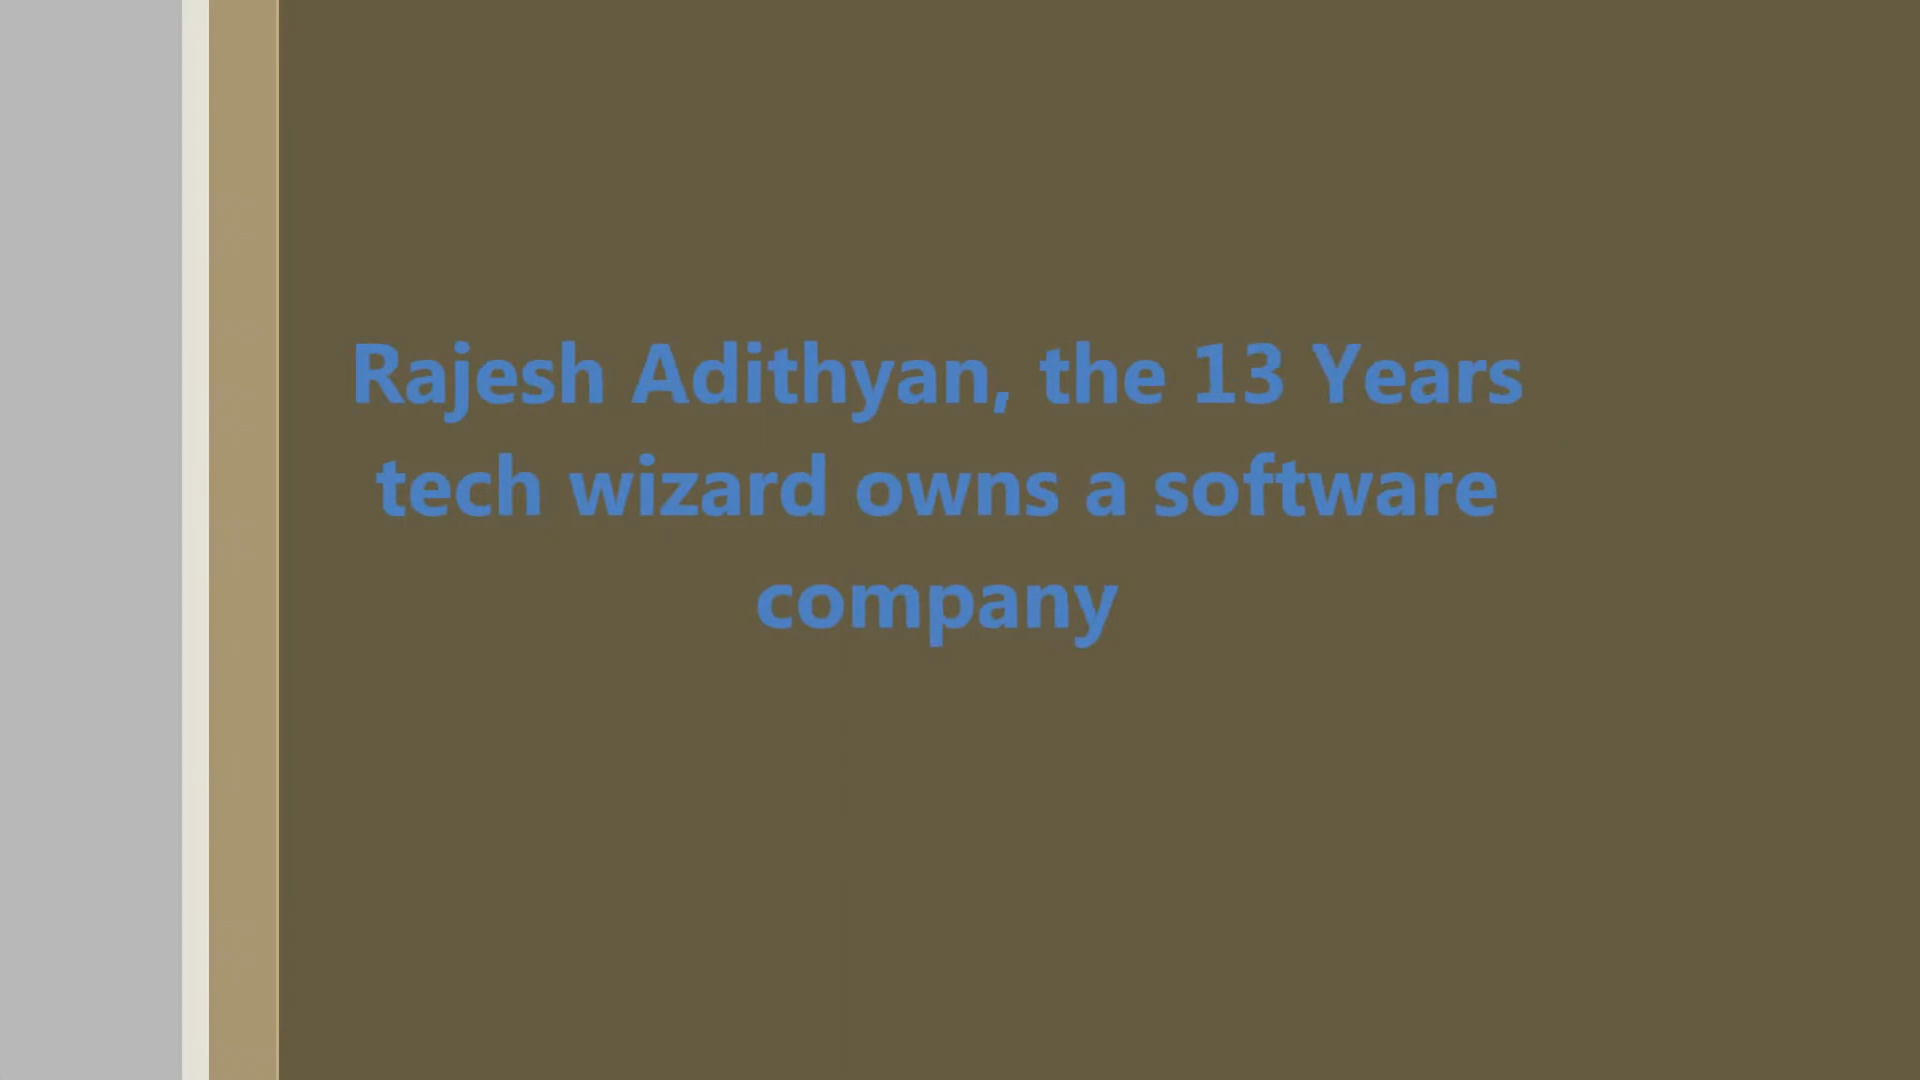 Rajesh Adithyan, the 13 Years
tech wizard owns a software
company